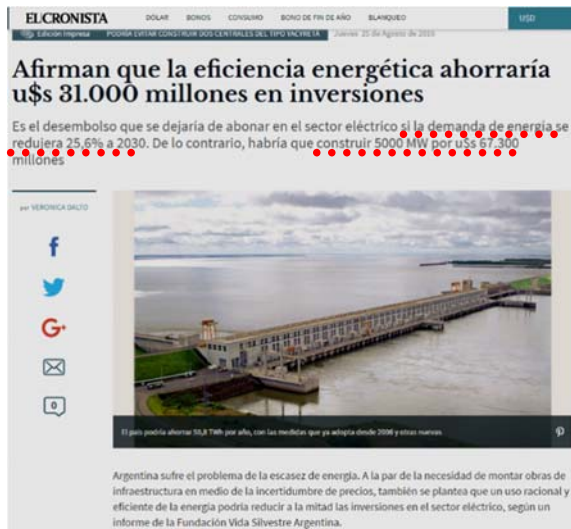 EL CRONISTA
DÓLAR BONOS CONSUMO BONO DE FIN DE AÑO BLANQUEO U$D
Edición Impresa PODRÍA EVITAR CONSTRUIR DOS CENTRALES DEL TIPO YACYRETÁ Jueves 25 de Agosto de 2016
Afirman que la eficiencia energética ahorraría
u$s 31.000 millones en inversiones
Es el desembolso que se dejaría de abonar en el sector eléctrico si la demanda de energía se
redujera 25,6% a 2030. De lo contrario, habría que construir 5000 MW por u$s 67.300
millones
por VERONICA DALTO
f
G+
0
El país podría ahorrar 50,8 TWh por año, con las medidas que ya adopta desde 2006 y otras nuevas
Argentina sufre el problema de la escasez de energía. A la par de la necesidad de montar obras de
infraestructura en medio de la incertidumbre de precios, también se plantea que un uso racional y
eficiente de la energía podría reducir a la mitad las inversiones en el sector eléctrico, según un
informe de la Fundación Vida Silvestre Argentina.